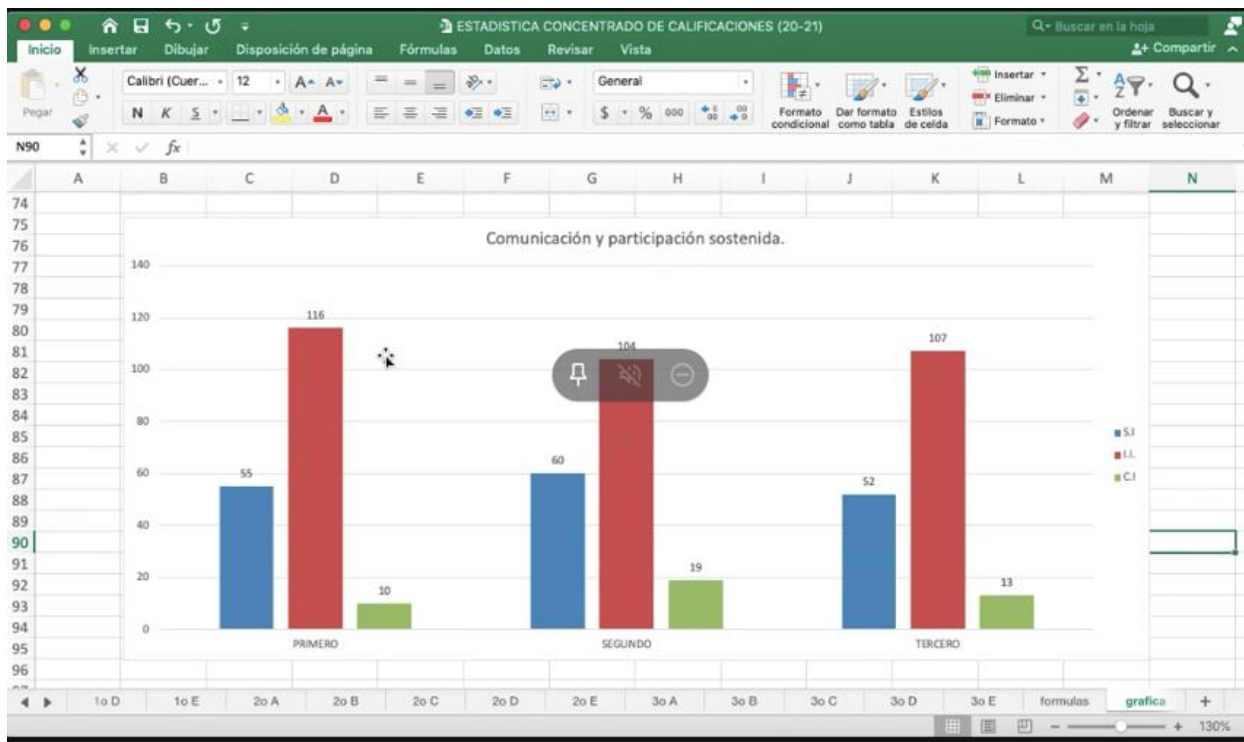 ESTADISTICA CONCENTRADO DE CALIFICACIONES (20-21)
Buscar en la hoja
Inicio Insertar Dibujar Disposición de página Fórmulas Datos Revisar Vista
Compartir
Pegar
Calibri (Cuer... 12 A A
N K S A
General
$ % 000
Formato condicional
Dar formato como tabla
Estilos de celda
Insertar
Eliminar
Formato
Ordenar y filtrar
Buscar y seleccionar
N90 fx
A B C D E F G H I J K L M N
74
75
76
77
78
79
80
81
82
83
84
85
86
87
88
89
90
91
92
93
94
95
96
Comunicación y participación sostenida.
140
120
100
80
60
40
20
0
55 116 10
60 104 19
52 107 13
PRIMERO SEGUNDO TERCERO
S.I
I.I.
C.I
1o D 1o E 2o A 2o B 2o C 2o D 2o E 3o A 3o B 3o C 3o D 3o E formulas grafica +
130%